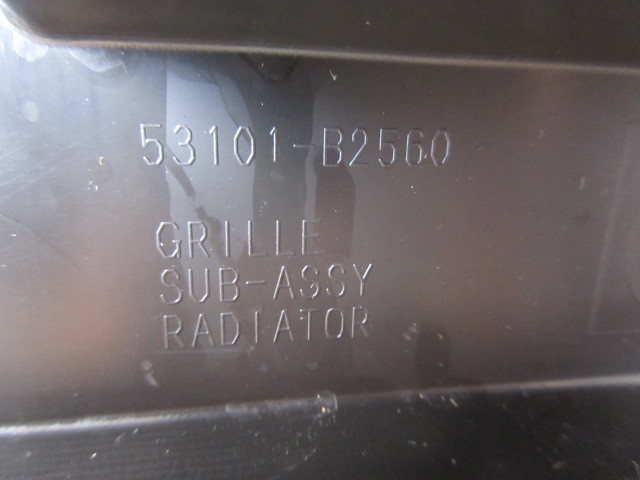 53101-B2560
GRILLE
SUB-ASSY
RADIATOR